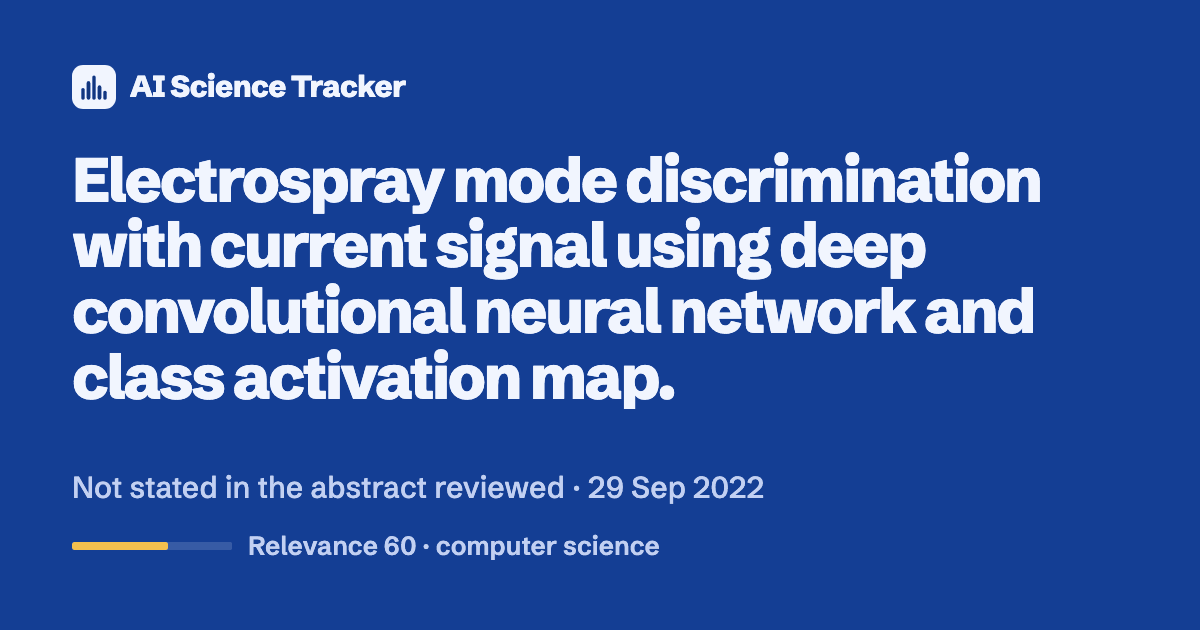 AI Science Tracker
Electrospray mode discrimination
with current signal using deep
convolutional neural network and
class activation map.
Not stated in the abstract reviewed · 29 Sep 2022
Relevance 60 · computer science